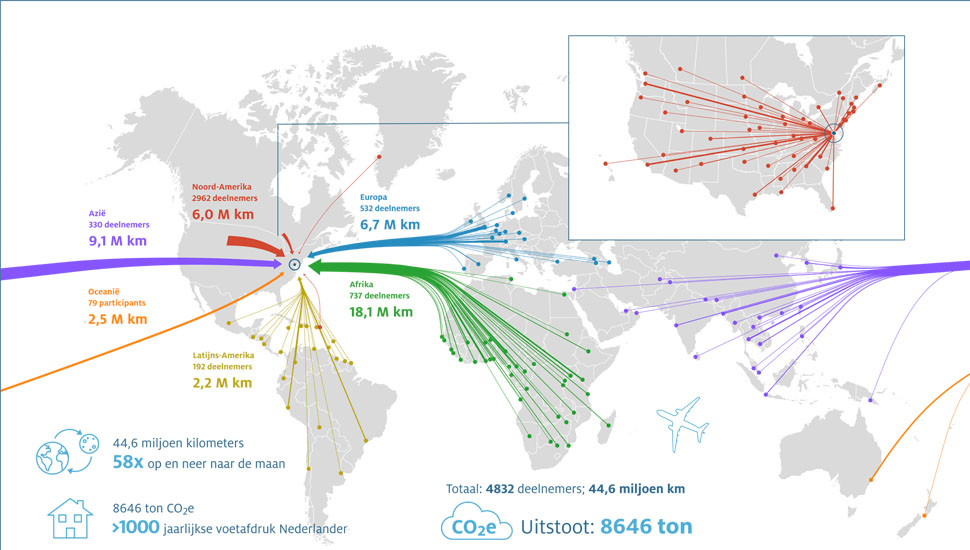 Noord-Amerika
2962 deelnemers
6,0 M km
Europa
532 deelnemers
6,7 M km
Azië
330 deelnemers
9,1 M km
Oceanië
79 participants
2,5 M km
Afrika
737 deelnemers
18,1 M km
Latijns-Amerika
192 deelnemers
2,2 M km
44,6 miljoen kilometers
58x op en neer naar de maan
8646 ton CO₂e
>1000 jaarlijkse voetafdruk Nederlander
Totaal: 4832 deelnemers; 44,6 miljoen km
CO₂e Uitstoot: 8646 ton